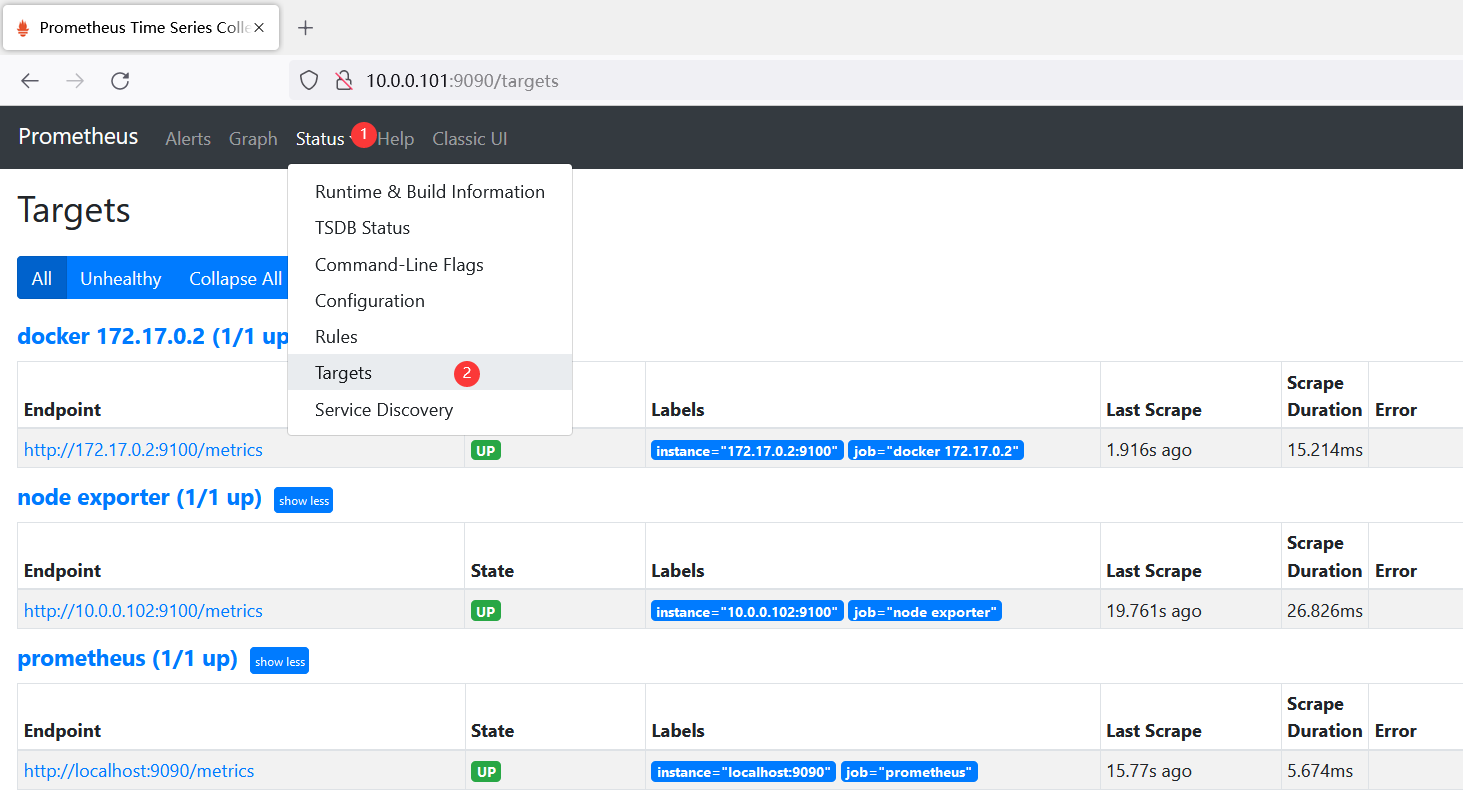 Prometheus Time Series Colle
10.0.0.101:9090/targets
Prometheus Alerts Graph Status 1 Help Classic UI
Runtime & Build Information
Targets
TSDB Status
Command-Line Flags
All Unhealthy Collapse All
Configuration
Rules
docker 172.17.0.2 (1/1 up
Targets 2
Service Discovery
Endpoint Labels Last Scrape Scrape Duration Error
http://172.17.0.2:9100/metrics UP instance="172.17.0.2:9100" job="docker 172.17.0.2" 1.916s ago 15.214ms
node exporter (1/1 up) show less
Endpoint State Labels Last Scrape Scrape Duration Error
http://10.0.0.102:9100/metrics UP instance="10.0.0.102:9100" job="node exporter" 19.761s ago 26.826ms
prometheus (1/1 up) show less
Endpoint State Labels Last Scrape Scrape Duration Error
http://localhost:9090/metrics UP instance="localhost:9090" job="prometheus" 15.77s ago 5.674ms